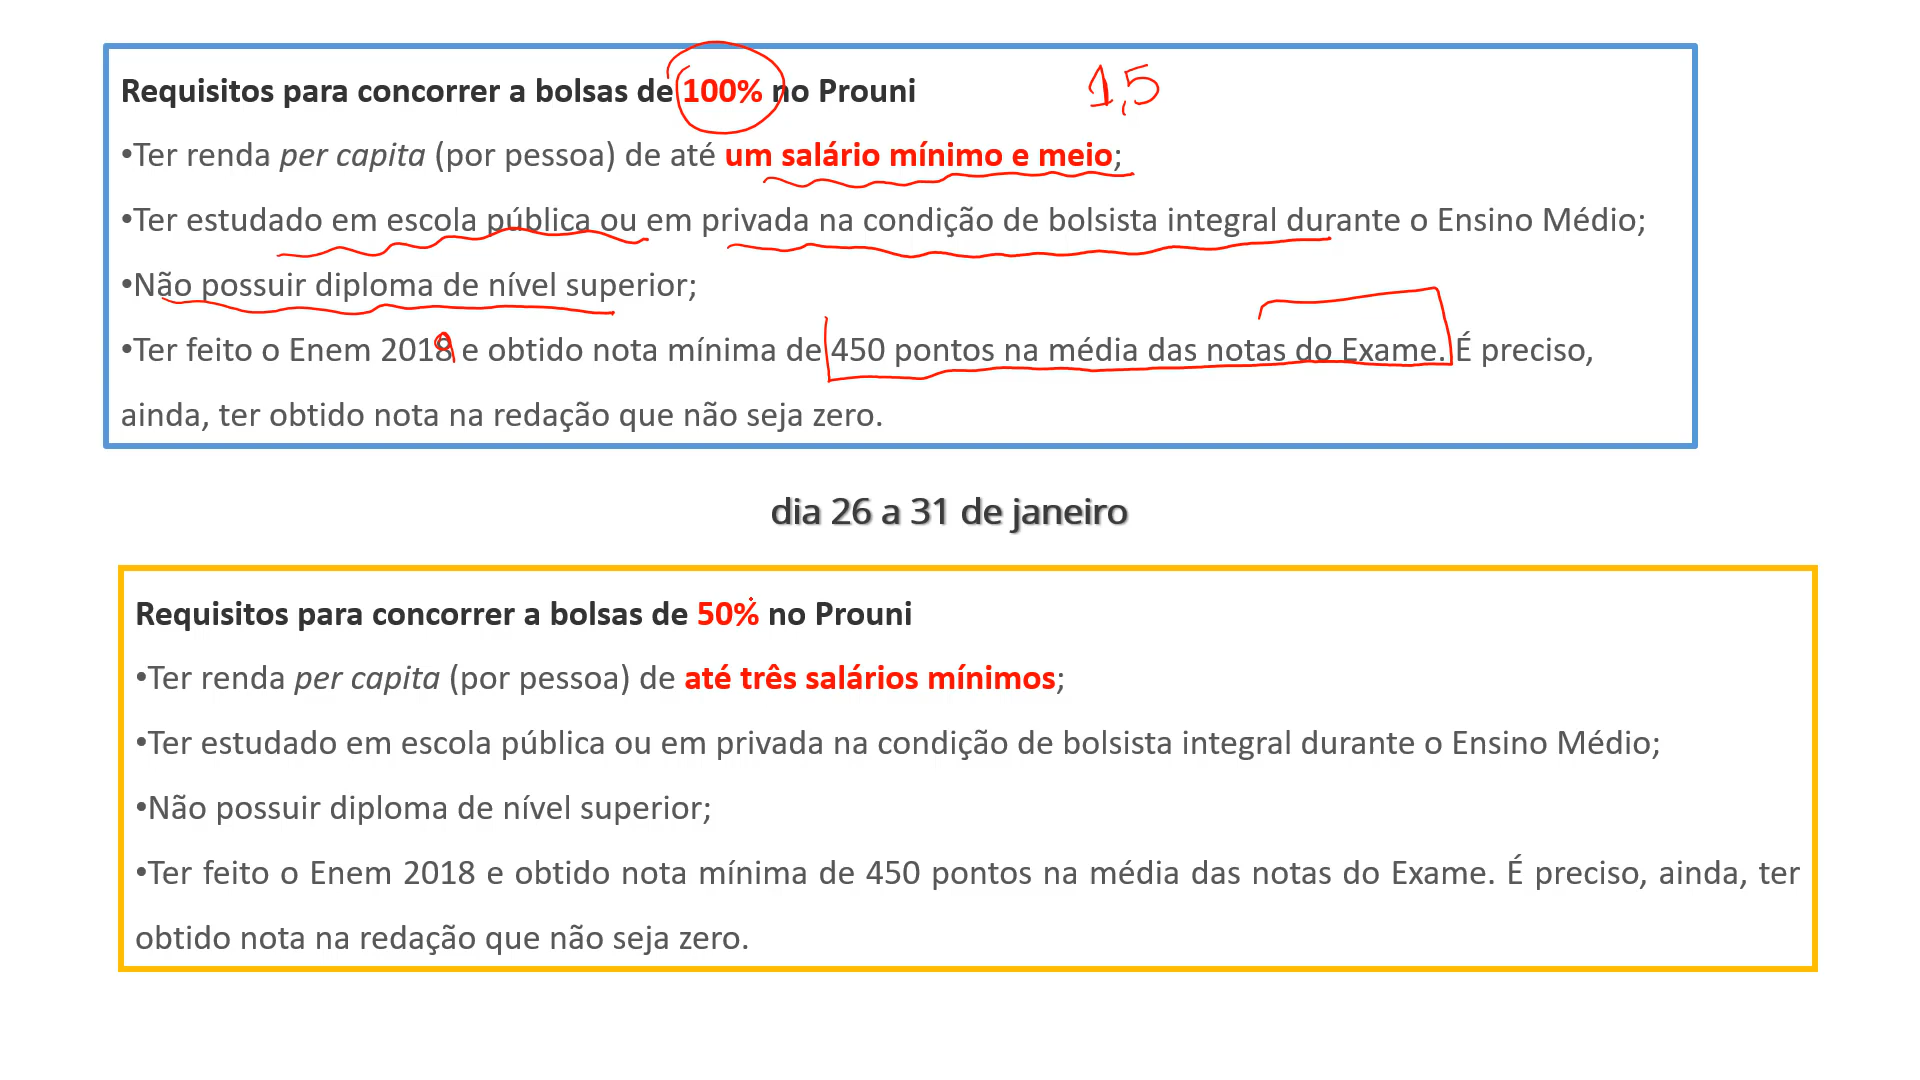 Requisitos para concorrer a bolsas de 100% no Prouni 1,5
•Ter renda per capita (por pessoa) de até um salário mínimo e meio;
•Ter estudado em escola pública ou em privada na condição de bolsista integral durante o Ensino Médio;
•Não possuir diploma de nível superior;
•Ter feito o Enem 2018 e obtido nota mínima de 450 pontos na média das notas do Exame. É preciso,
ainda, ter obtido nota na redação que não seja zero.
dia 26 a 31 de janeiro
Requisitos para concorrer a bolsas de 50% no Prouni
•Ter renda per capita (por pessoa) de até três salários mínimos;
•Ter estudado em escola pública ou em privada na condição de bolsista integral durante o Ensino Médio;
•Não possuir diploma de nível superior;
•Ter feito o Enem 2018 e obtido nota mínima de 450 pontos na média das notas do Exame. É preciso, ainda, ter
obtido nota na redação que não seja zero.